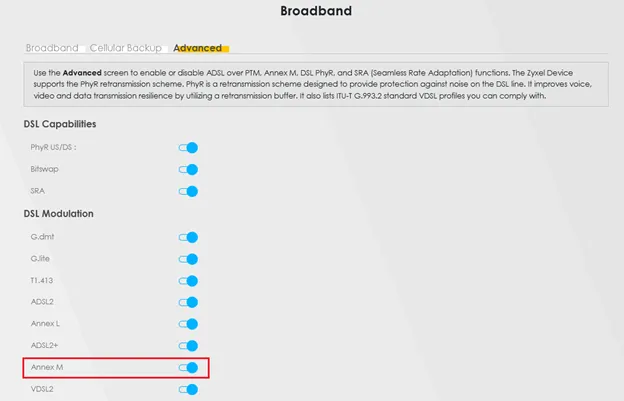 Broadband
Broadband Cellular Backup Advanced
Use the Advanced screen to enable or disable ADSL over PTM, Annex M, DSL PhyR, and SRA (Seamless Rate Adaptation) functions. The Zyxel Device
supports the PhyR retransmission scheme. PhyR is a retransmission scheme designed to provide protection against noise on the DSL line. It improves voice,
video and data transmission resilience by utilizing a retransmission buffer. It also lists ITU-T G.993.2 standard VDSL profiles you can comply with.
DSL Capabilities
PhyR US/DS :
Bitswap
SRA
DSL Modulation
G.dmt
G.lite
T1.413
ADSL2
Annex L
ADSL2+
Annex M
VDSL2